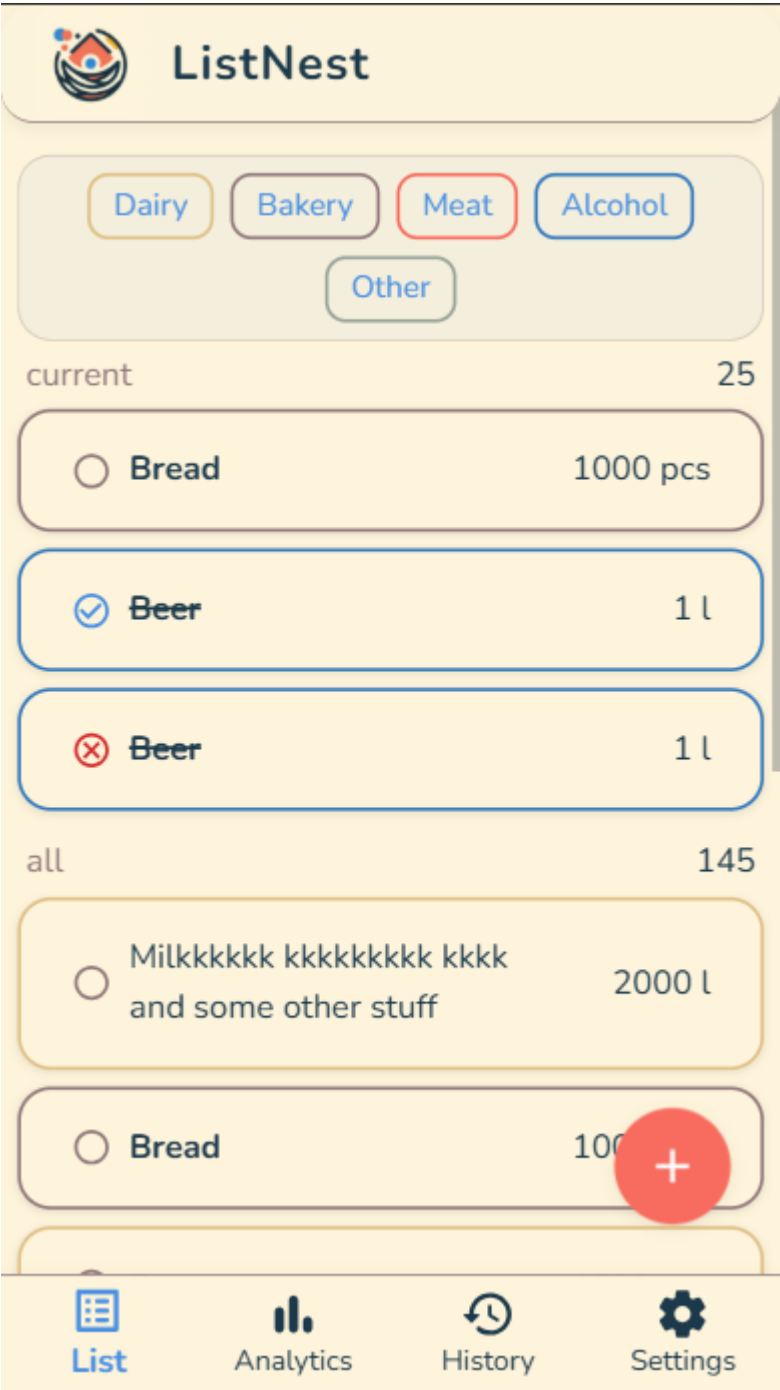 ListNest
Dairy Bakery Meat Alcohol
Other
current 25
Bread 1000 pcs
Beer 1 l
Beer 1 l
all 145
Milkkkkkk kkkkkkkkk kkkk
and some other stuff
2000 l
Bread
+
List Analytics History Settings